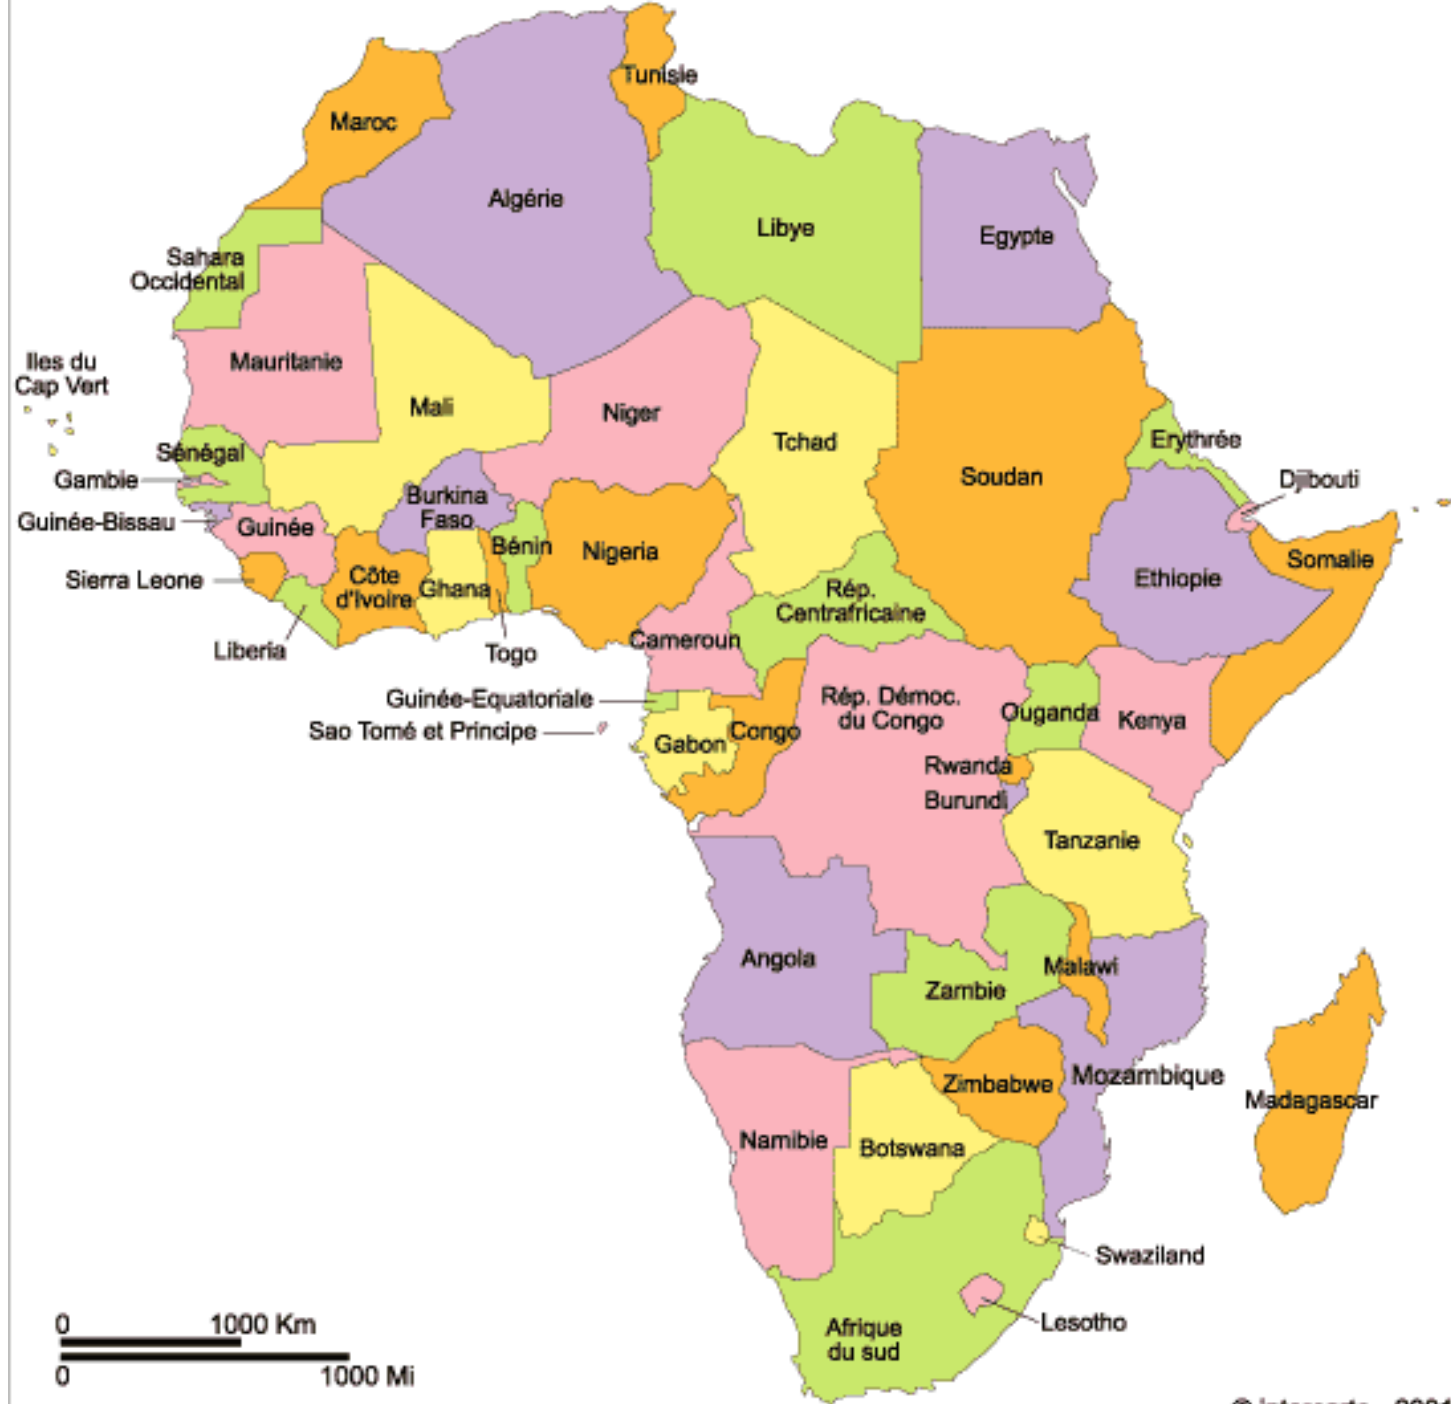 Tunisie
Maroc
Algérie
Libye
Egypte
Sahara
Occidental
Iles du
Cap Vert
Mauritanie
Mali
Niger
Tchad
Soudan
Erythrée
Djibouti
Sénégal
Gambie
Guinée-Bissau
Guinée
Burkina
Faso
Bénin
Nigeria
Somalie
Ethiopie
Sierra Leone
Côte
d'Ivoire
Ghana
Rép.
Centrafricaine
Liberia
Togo
Cameroun
Guinée-Equatoriale
Sao Tomé et Principe
Gabon
Congo
Rép. Démoc.
du Congo
Ouganda
Kenya
Rwanda
Burundi
Tanzanie
Angola
Zambie
Malawi
Mozambique
Zimbabwe
Madagascar
Namibie
Botswana
Swaziland
Lesotho
Afrique
du sud
0 1000 Km
0 1000 Mi